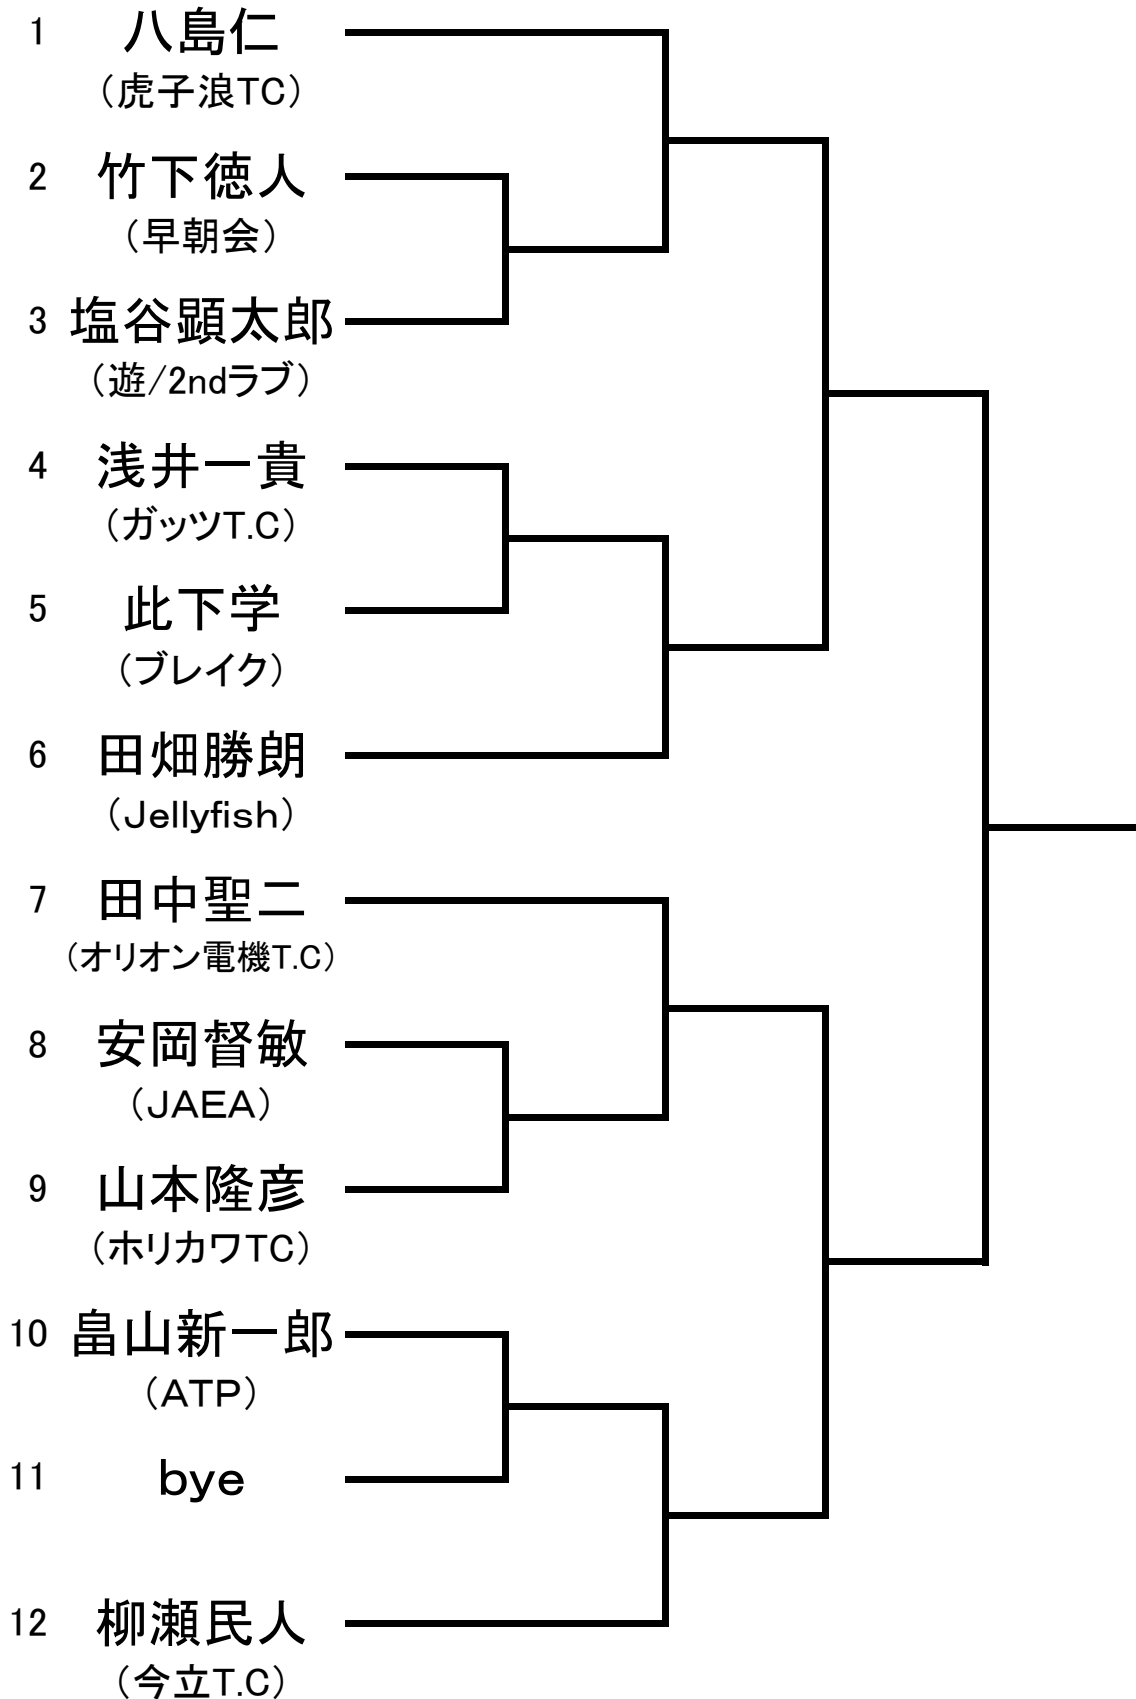 1 八島仁
（虎子浪TC）
2 竹下徳人
（早朝会）
3 塩谷顕太郎
（遊/2ndラブ）
4 浅井一貴
（ガッツT.C）
5 此下学
（ブレイク）
6 田畑勝朗
（Jellyfish）
7 田中聖二
（オリオン電機T.C）
8 安岡督敏
（JAEA）
9 山本隆彦
（ホリカワTC）
10 畠山新一郎
（ATP）
11 bye
12 柳瀬民人
（今立T.C）